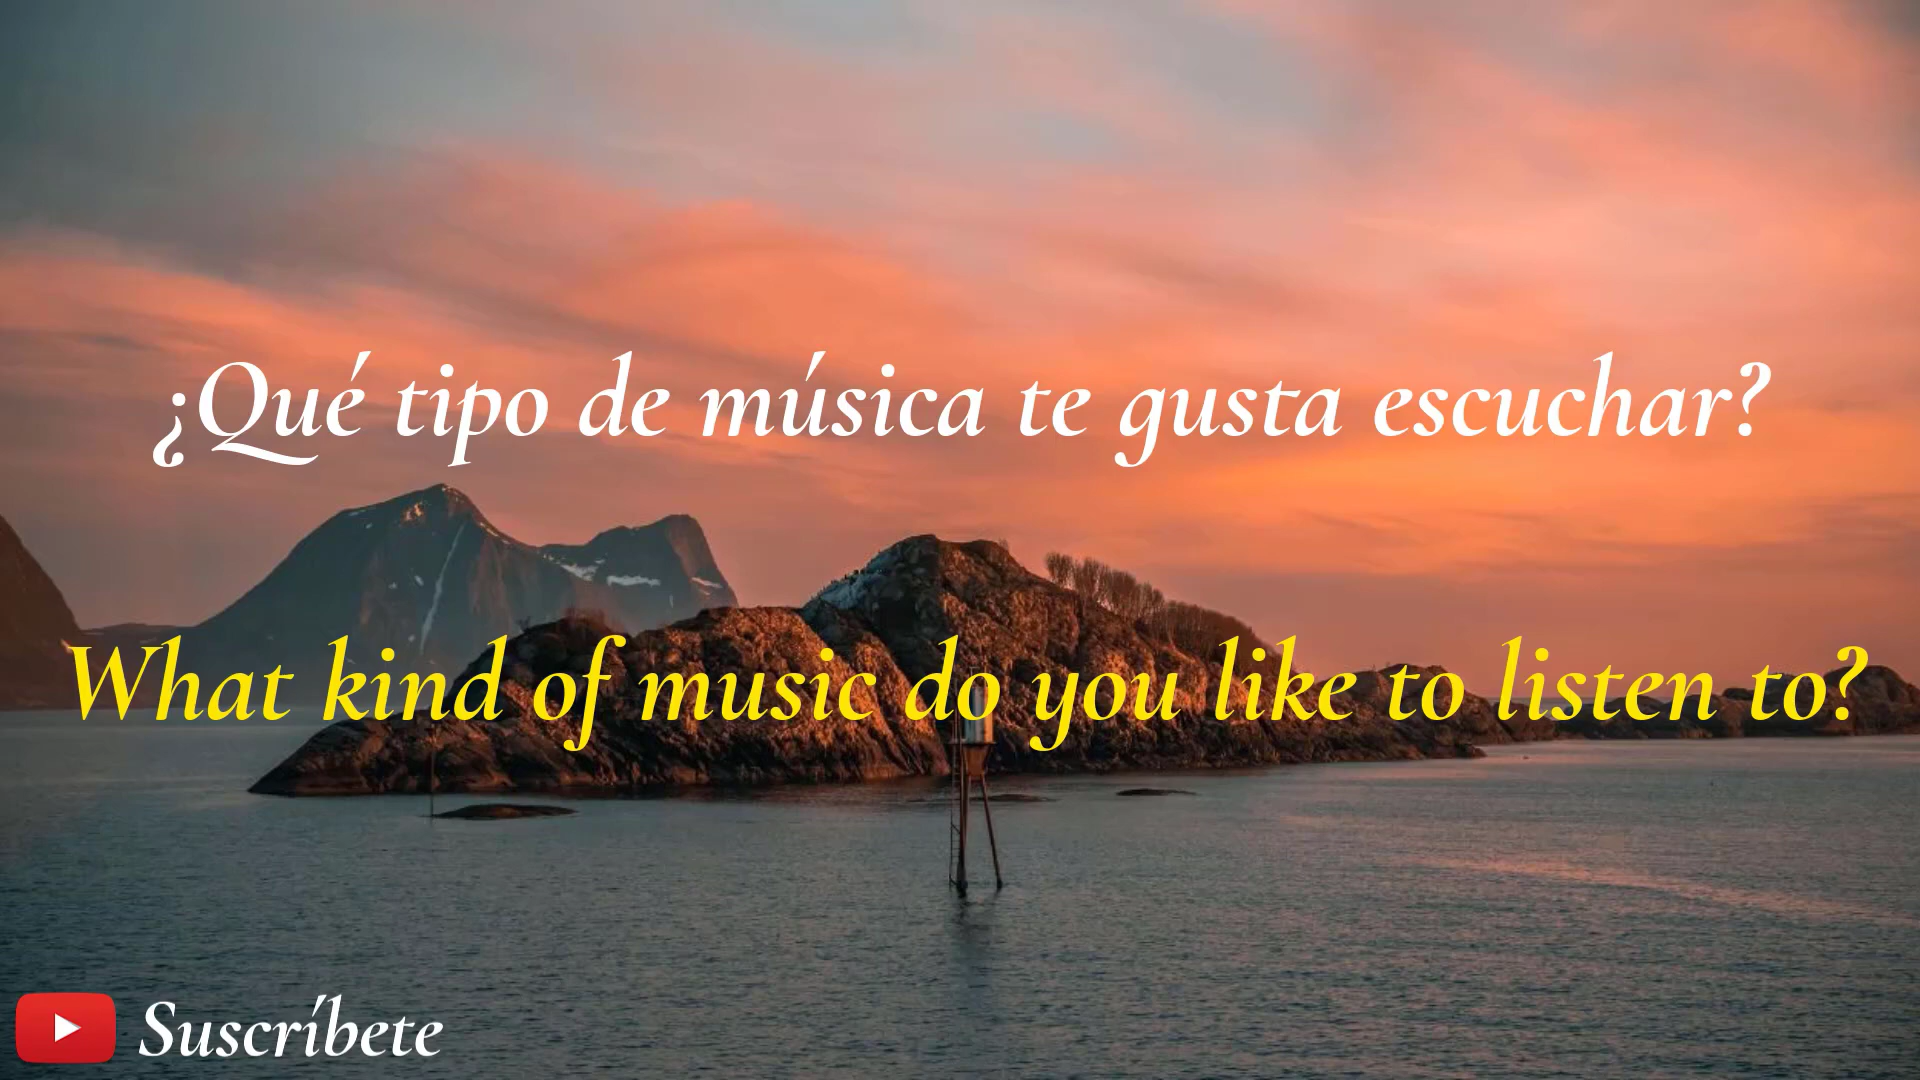 ¿Qué tipo de música te gusta escuchar?
What kind of music do you like to listen to?
Suscríbete